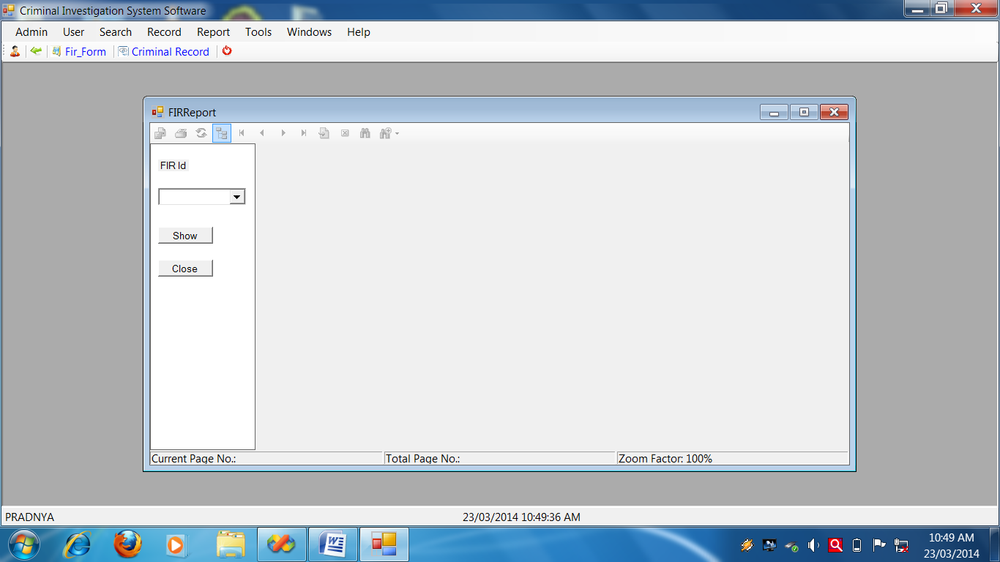 Criminal Investigation System Software
Admin User Search Record Report Tools Windows Help
Fir_Form Criminal Record
FIRReport
FIR Id
Show
Close
Current Page No.: Total Page No.: Zoom Factor: 100%
PRADNYA 23/03/2014 10:49:36 AM
10:49 AM
23/03/2014